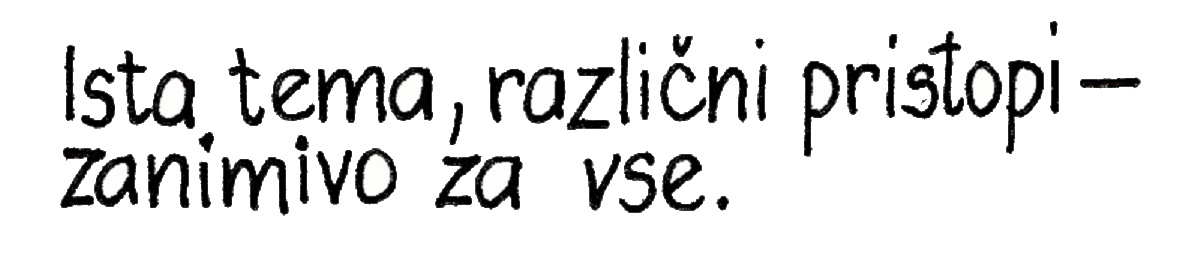 Ista tema, različni pristopi –
zanimivo za vse.